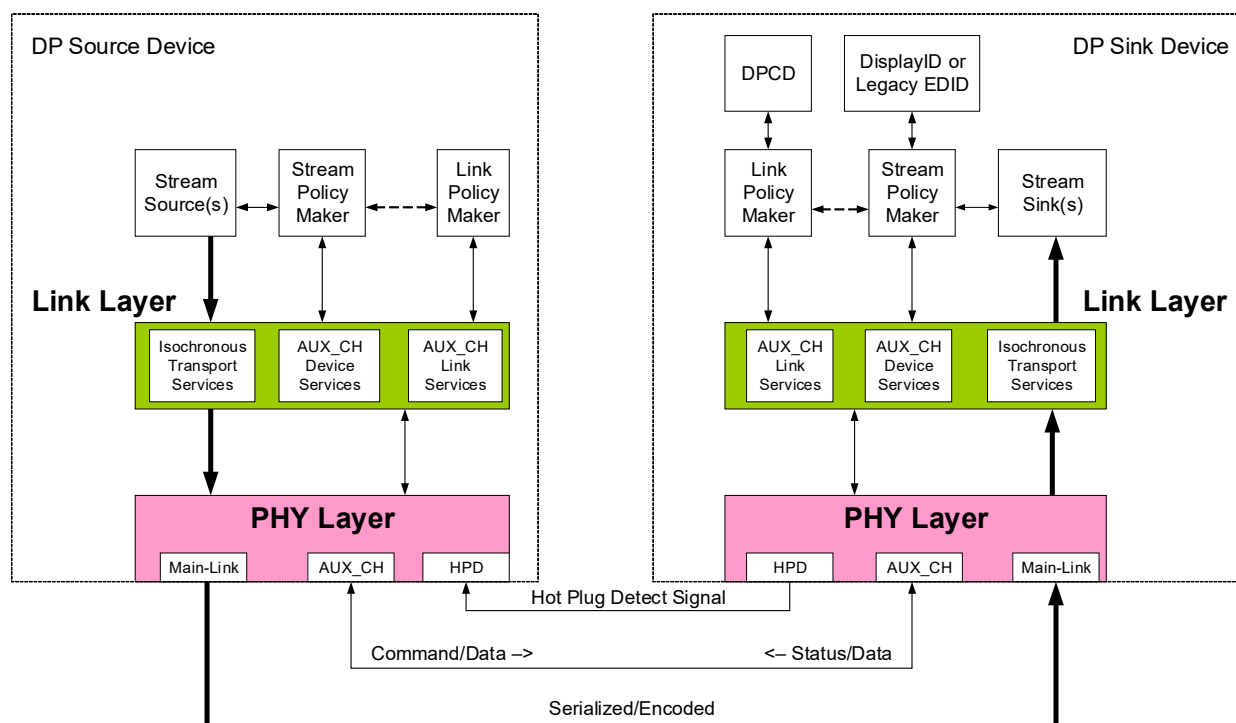 DP Source Device
DP Sink Device
DPCD
DisplayID or
Legacy EDID
Stream
Source(s)
Stream
Policy
Maker
Link
Policy
Maker
Link
Policy
Maker
Stream
Policy
Maker
Stream
Sink(s)
Link Layer
Link Layer
Isochronous
Transport
Services
AUX_CH
Device
Services
AUX_CH
Link
Services
AUX_CH
Link
Services
AUX_CH
Device
Services
Isochronous
Transport
Services
PHY Layer
PHY Layer
Main-Link
AUX_CH
HPD
HPD
AUX_CH
Main-Link
Hot Plug Detect Signal
Command/Data –>
<– Status/Data
Serialized/Encoded